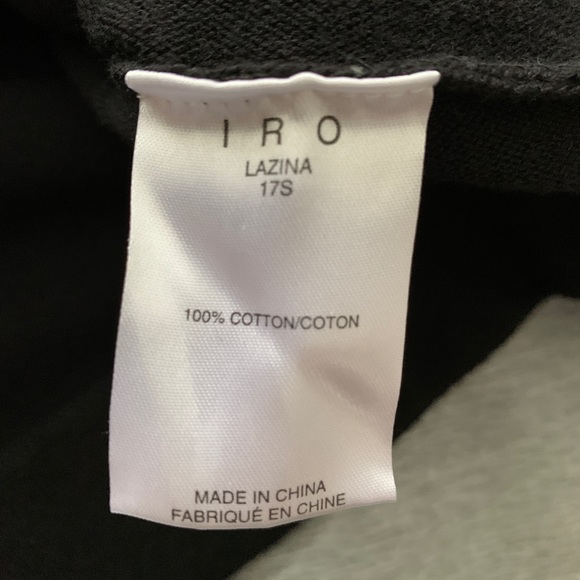 IRO
LAZINA
17S
100% COTTON/COTON
MADE IN CHINA
FABRIQUÉ EN CHINE